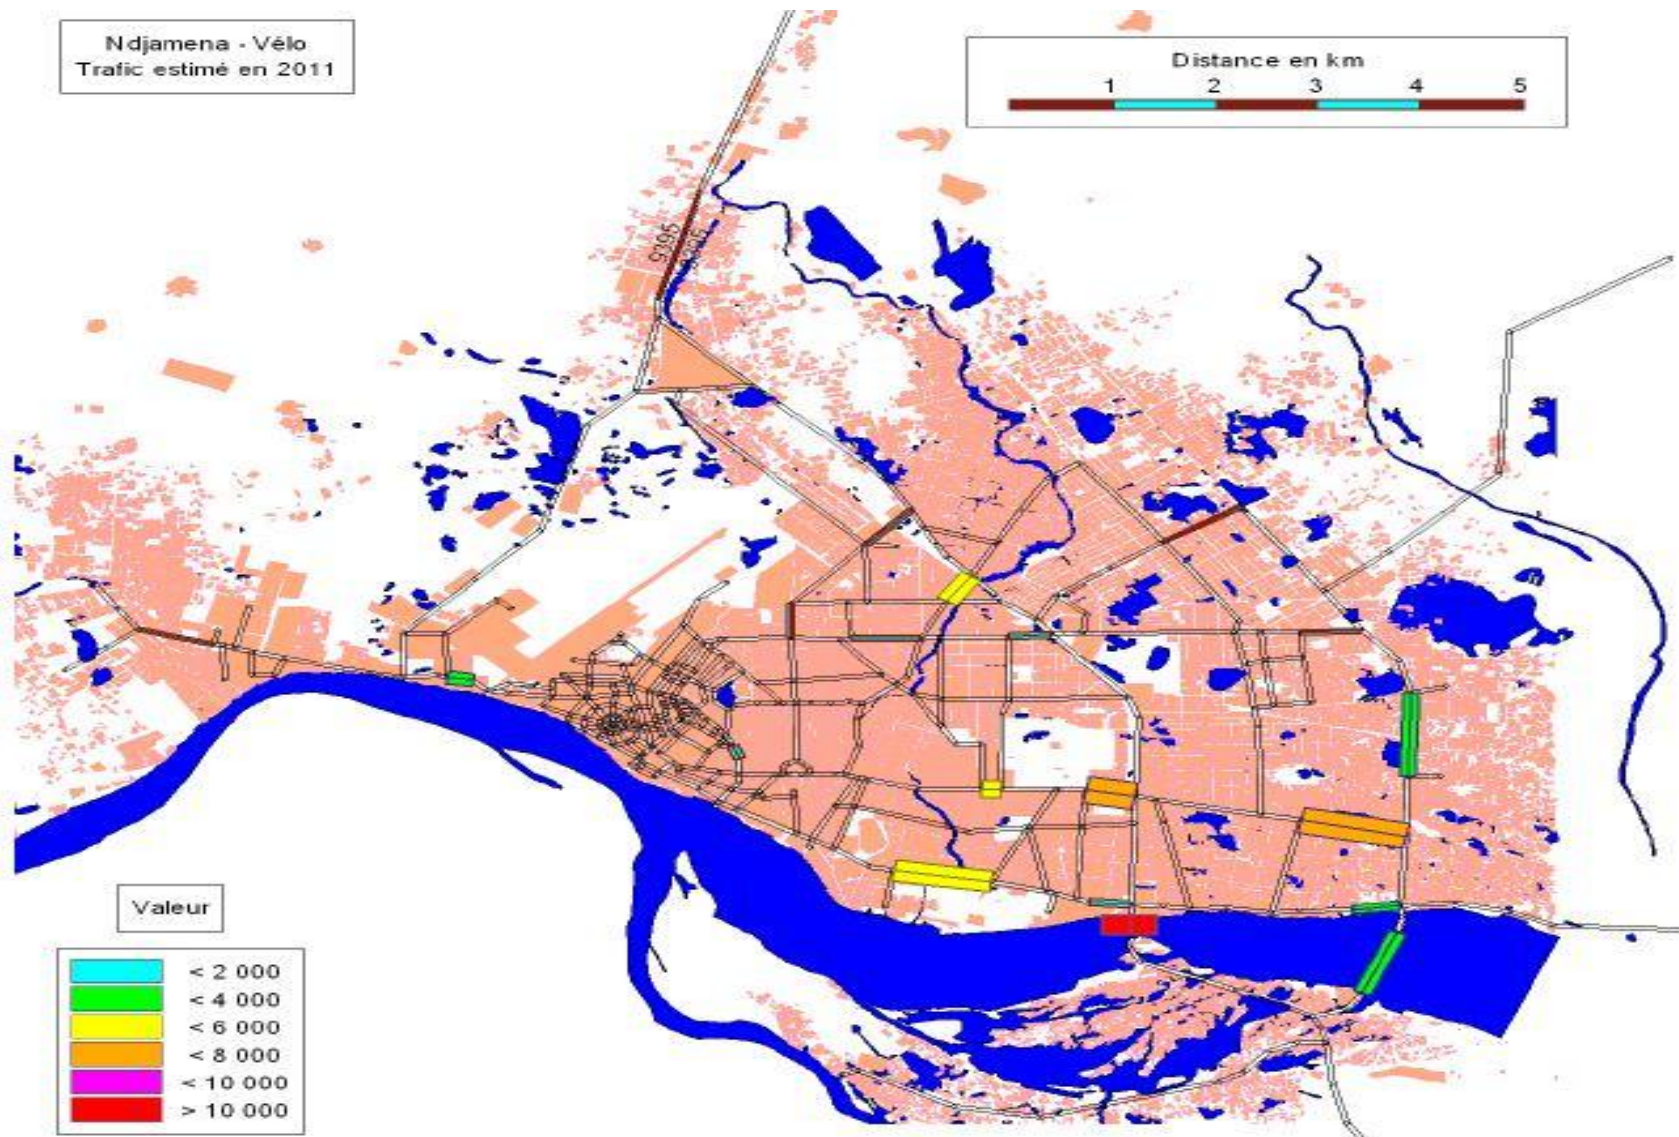 Ndjamena - Vélo
Trafic estimé en 2011
Distance en km
1 2 3 4 5
9395
Valeur
< 2 000
< 4 000
< 6 000
< 8 000
< 10 000
> 10 000